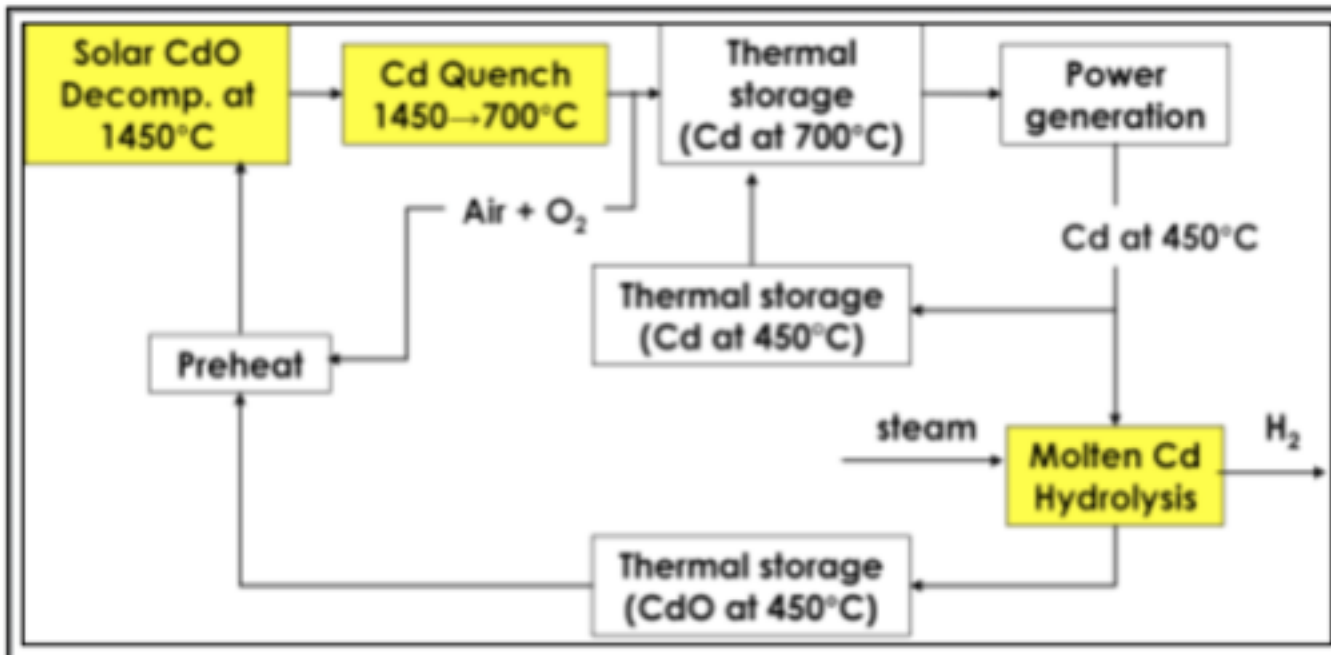 Solar CdO
Decomp. at
1450°C
Cd Quench
1450→700°C
Thermal
storage
(Cd at 700°C)
Power
generation
Air + O₂
Cd at 450°C
Thermal storage
(Cd at 450°C)
Preheat
steam
Molten Cd
Hydrolysis
H₂
Thermal storage
(CdO at 450°C)